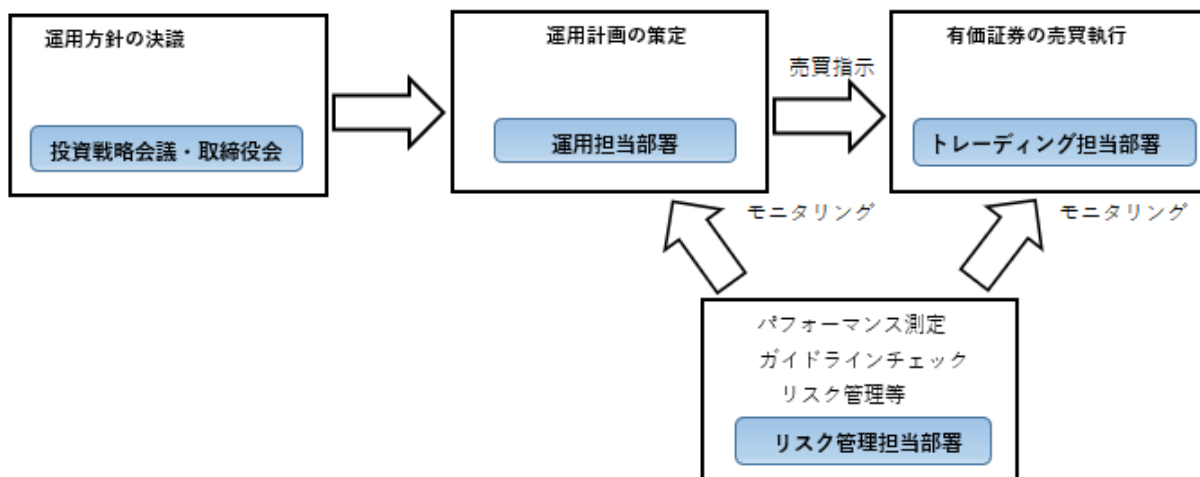 運用方針の決議
投資戦略会議・取締役会
運用計画の策定
運用担当部署
売買指示
有価証券の売買執行
トレーディング担当部署
モニタリング
モニタリング
パフォーマンス測定
ガイドラインチェック
リスク管理等
リスク管理担当部署